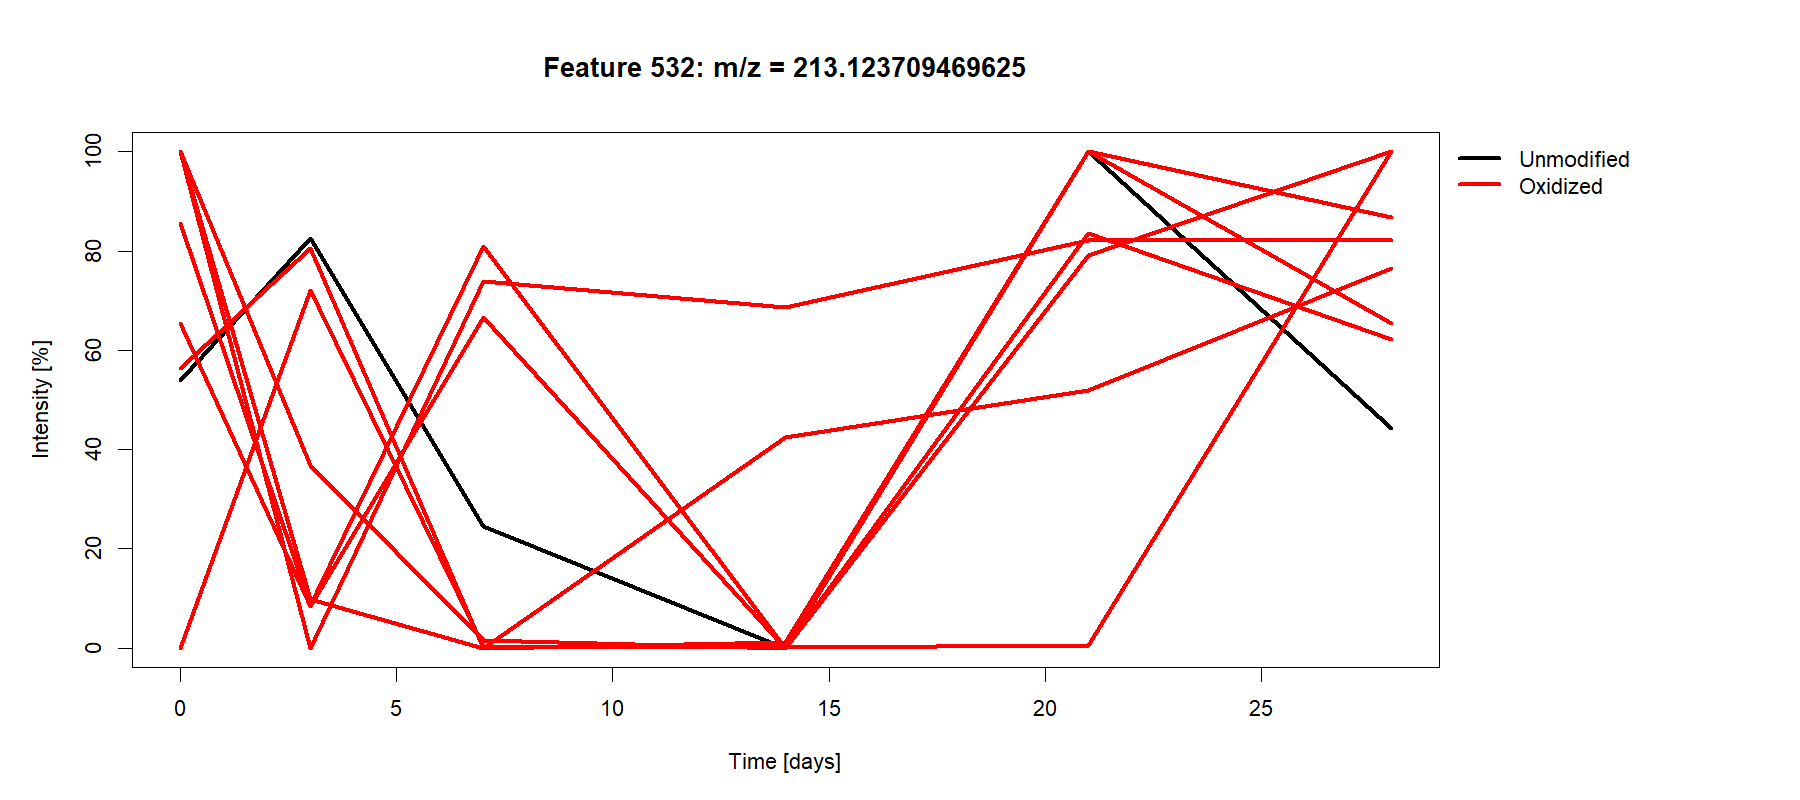 Feature 532: m/z = 213.123709469625
Unmodified
Oxidized
Intensity [%]
100
80
60
40
20
0
0 5 10 15 20 25
Time [days]